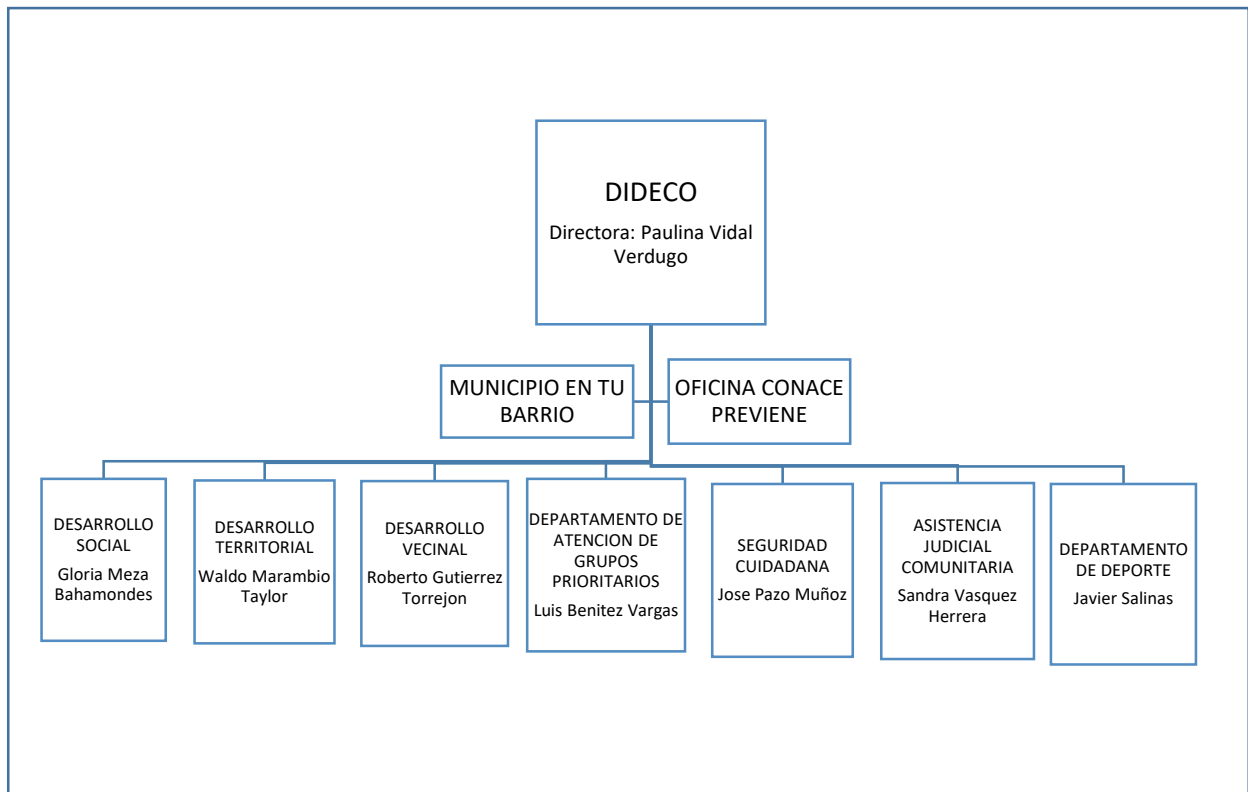 DIDECO
Directora: Paulina Vidal
Verdugo
MUNICIPIO EN TU
BARRIO
OFICINA CONACE
PREVIENE
DESARROLLO
SOCIAL
Gloria Meza
Bahamondes
DESARROLLO
TERRITORIAL
Waldo Marambio
Taylor
DESARROLLO
VECINAL
Roberto Gutierrez
Torrejon
DEPARTAMENTO DE
ATENCION DE
GRUPOS
PRIORITARIOS
Luis Benitez Vargas
SEGURIDAD
CUIDADANA
Jose Pazo Muñoz
ASISTENCIA
JUDICIAL
COMUNITARIA
Sandra Vasquez
Herrera
DEPARTAMENTO
DE DEPORTE
Javier Salinas